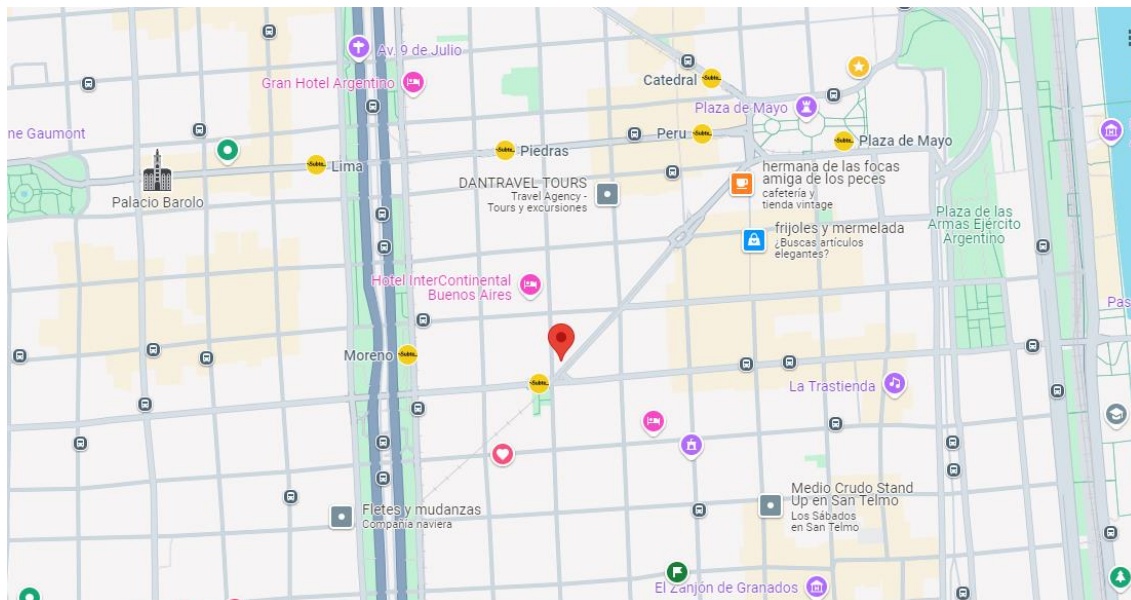 Av. 9 de Julio
Gran Hotel Argentino
Catedral
Plaza de Mayo
ne Gaumont
Peru
Plaza de Mayo
Piedras
Lima
Palacio Barolo
DANTRAVEL TOURS
Travel Agency -
Tours y excursiones
hermana de las focas
amiga de los peces
cafetería y
tienda vintage
Plaza de las
Armas Ejército
Argentino
frijoles y mermelada
¿Buscas artículos
elegantes?
Hotel InterContinental
Buenos Aires
Pas
Moreno
La Trastienda
Medio Crudo Stand
Up en San Telmo
Los Sábados
en San Telmo
Fletes y mudanzas
Compañía naviera
El Zanjón de Granados